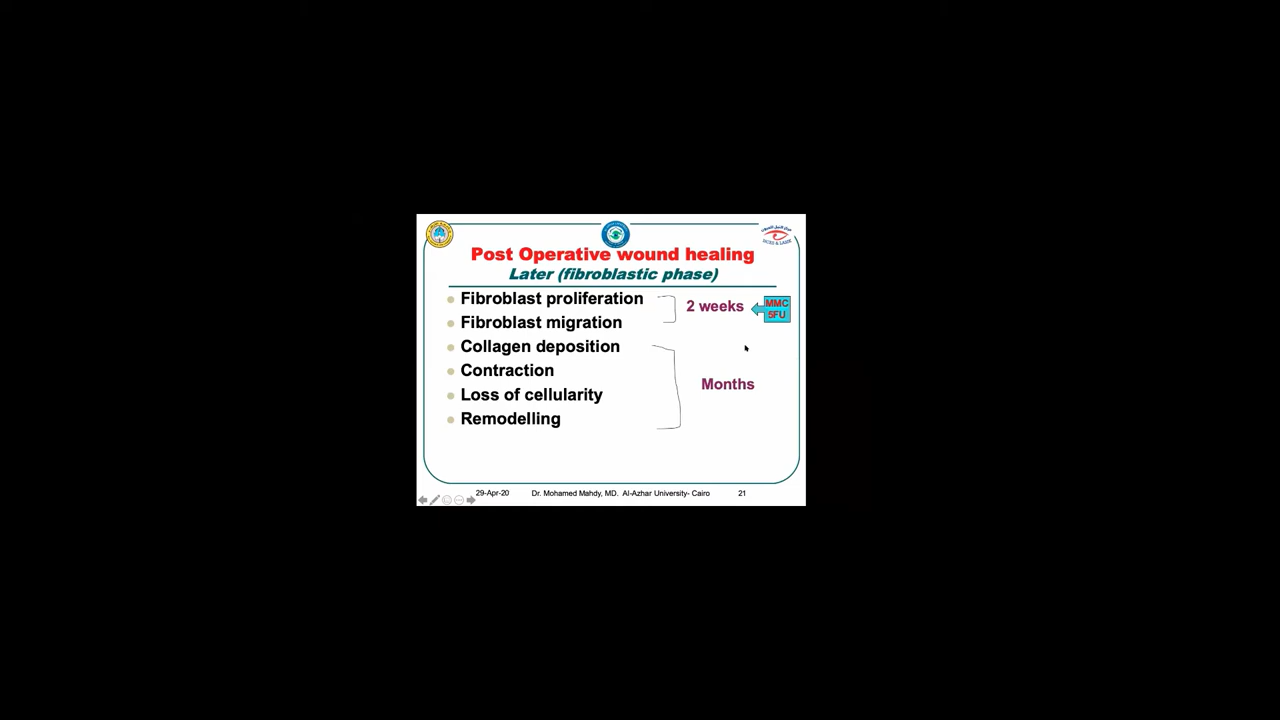 Post Operative wound healing
Later (fibroblastic phase)
Fibroblast proliferation
Fibroblast migration
2 weeks
MMC
5FU
Collagen deposition
Contraction
Loss of cellularity
Remodelling
Months
29-Apr-20 Dr. Mohamed Mahdy, MD. Al-Azhar University- Cairo 21